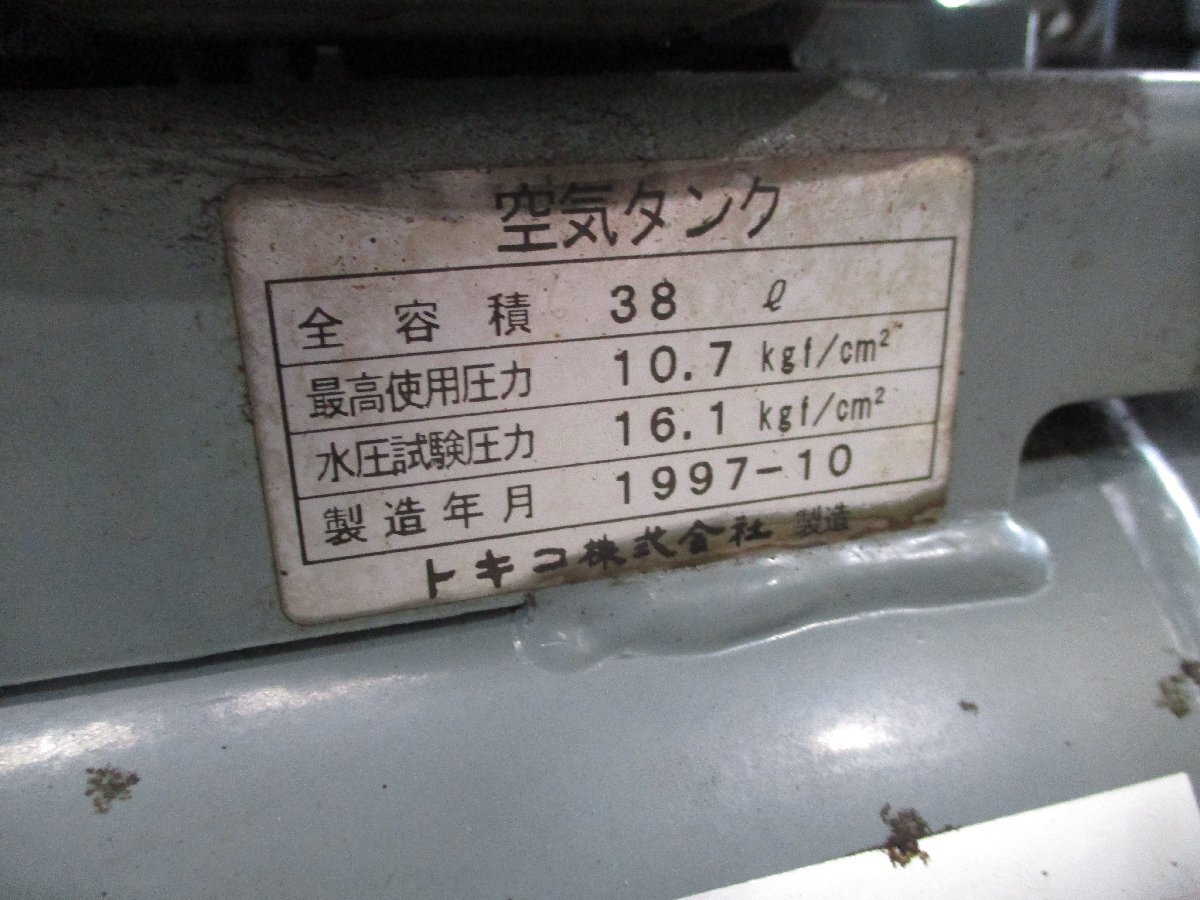 空気タンク
全容積 38 ℓ
最高使用圧力 10.7 kgf/cm²
水圧試験圧力 16.1 kgf/cm²
製造年月 1997-10
トキコ株式会社 製造